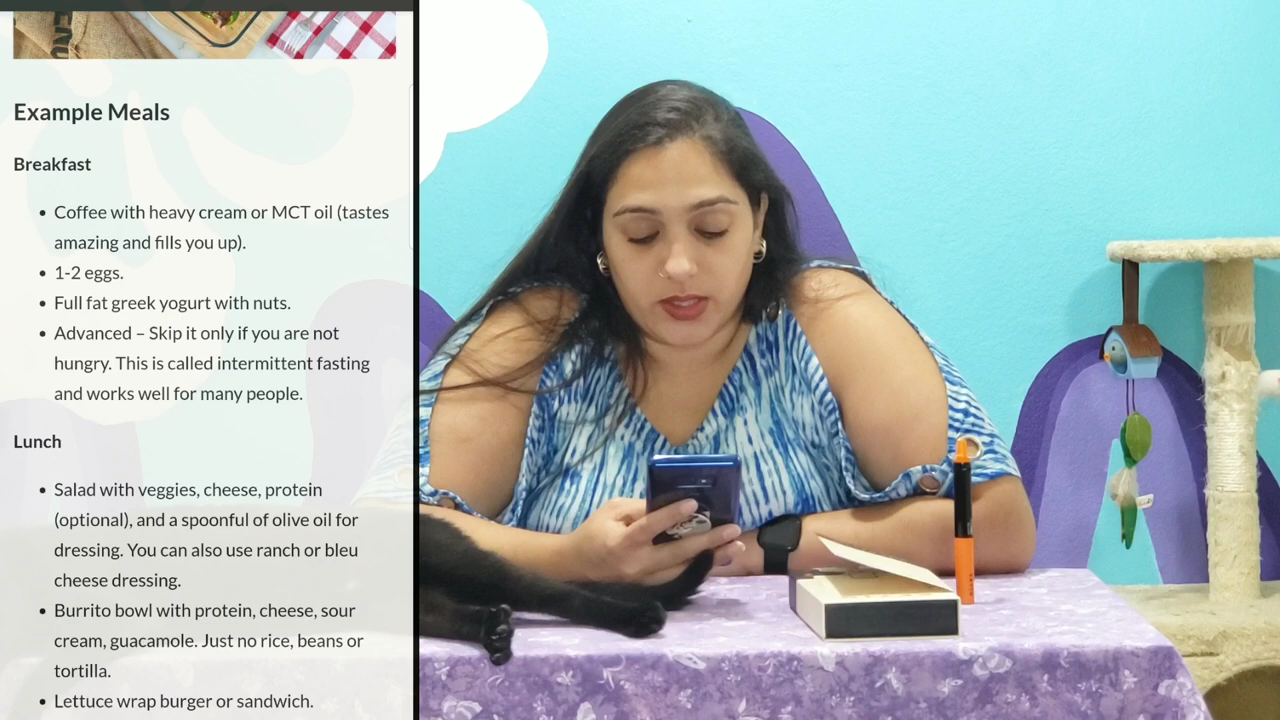 Example Meals
Breakfast
• Coffee with heavy cream or MCT oil (tastes
amazing and fills you up).
• 1-2 eggs.
• Full fat greek yogurt with nuts.
• Advanced – Skip it only if you are not
hungry. This is called intermittent fasting
and works well for many people.
Lunch
• Salad with veggies, cheese, protein
(optional), and a spoonful of olive oil for
dressing. You can also use ranch or bleu
cheese dressing.
• Burrito bowl with protein, cheese, sour
cream, guacamole. Just no rice, beans or
tortilla.
• Lettuce wrap burger or sandwich.